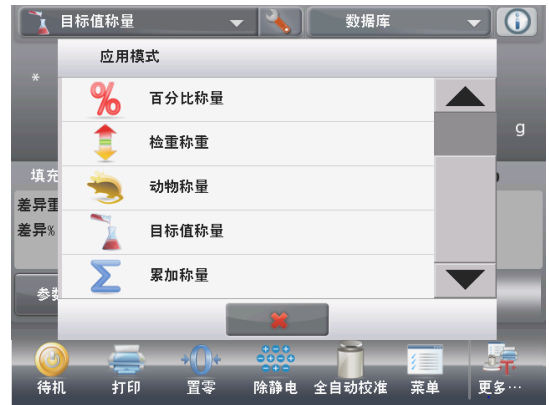 目标值称量
数据库
应用模式
*
百分比称量
检重称重
g
填充
动物称量
差异重
差异%
目标值称量
累加称量
参数
待机 打印 置零 除静电 全自动校准 菜单 更多…